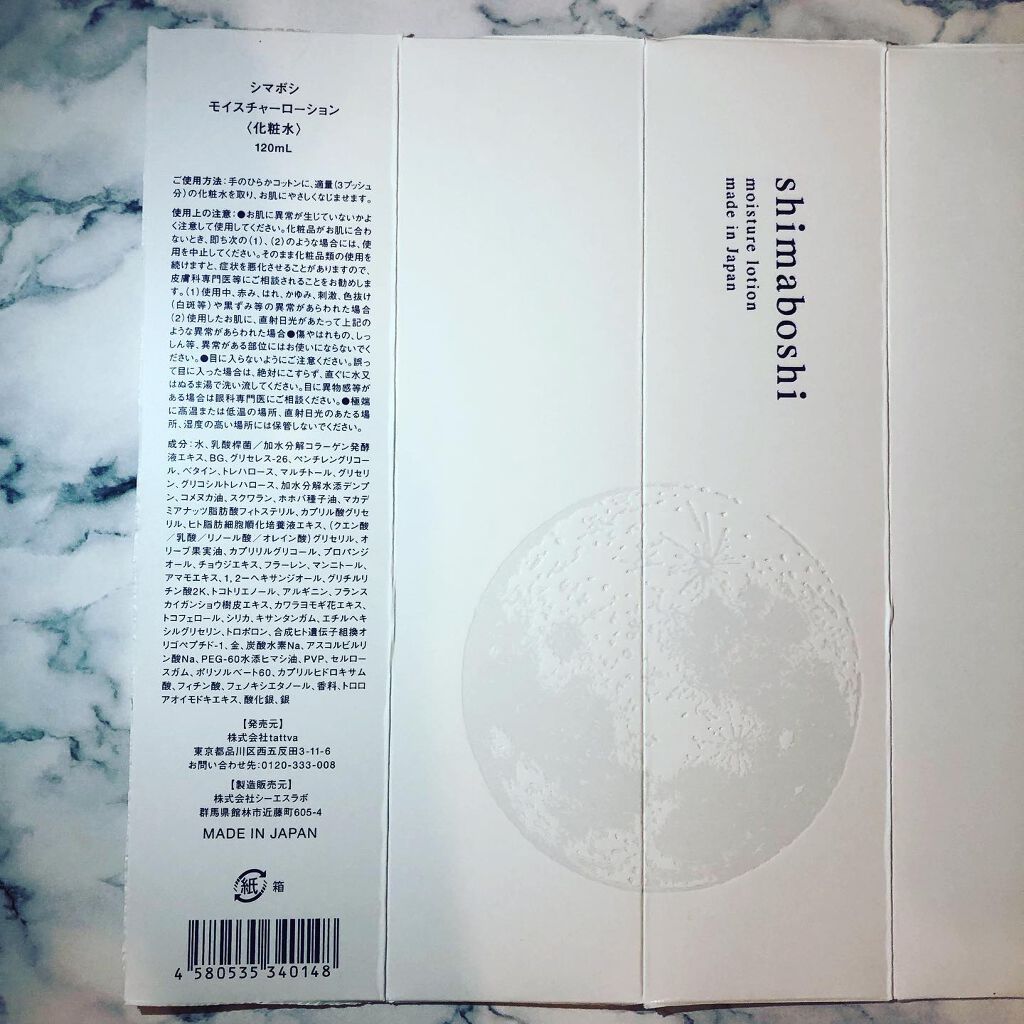 シマボシ
モイスチャーローション
〈化粧水〉
120mL
ご使用方法：手のひらかコットンに、適量(3プッシュ
分)の化粧水を取り、お肌にやさしくなじませます。
使用上の注意：●お肌に異常が生じていないかよ
く注意して使用してください。化粧品がお肌に合わ
ないとき、即ち次の(1)、(2)のような場合には、使
用を中止してください。そのまま化粧品類の使用を
続けますと、症状を悪化させることがありますので、
皮膚科専門医等にご相談されることをお勧めしま
す。(1)使用中、赤み、はれ、かゆみ、刺激、色抜け
(白斑等)や黒ずみ等の異常があらわれた場合
(2)使用したお肌に、直射日光があたって上記の
ような異常があらわれた場合●傷やはれもの、しっ
しん等、異常がある部位にはお使いにならないでく
ださい。●目に入らないようにご注意ください。誤っ
て目に入った場合は、絶対にこすらず、直ぐに水又
はぬるま湯で洗い流してください。目に異物感等が
ある場合は眼科専門医にご相談ください。●極端
に高温または低温の場所、直射日光のあたる場
所、湿度の高い場所には保管しないでください。
成分：水、乳酸桿菌／加水分解コラーゲン発酵
液エキス、BG、グリセレス-26、ペンチレングリコー
ル、ベタイン、トレハロース、マルチトール、グリセリ
ン、グリコシルトレハロース、加水分解水添デンプ
ン、コメヌカ油、スクワラン、ホホバ種子油、マカデ
ミアナッツ脂肪酸フィトステリル、カプリル酸グリセ
リル、ヒト脂肪細胞順化培養液エキス、(クエン酸
／乳酸／リノール酸／オレイン酸)グリセリル、オ
リーブ果実油、カプリリルグリコール、プロパンジ
オール、チョウジエキス、フラーレン、マンニトール、
アマモエキス、1,2－ヘキサンジオール、グリチルリ
チン酸2K、トコトリエノール、アルギニン、フランス
カイガンショウ樹皮エキス、カワラヨモギ花エキス、
トコフェロール、シリカ、キサンタンガム、エチルヘキ
シルグリセリン、トロポロン、合成ヒト遺伝子組換オ
リゴペプチド-1、金、炭酸水素Na、アスコルビルリ
ン酸Na、PEG-60水添ヒマシ油、PVP、セルロー
スガム、ポリソルベート60、カプリルヒドロキサム
酸、フィチン酸、フェノキシエタノール、香料、トロロ
アオイモドキエキス、酸化銀、銀
【発売元】
株式会社tattva
東京都品川区西五反田3-11-6
お問い合わせ先：0120-333-008
【製造販売元】
株式会社シーエスラボ
群馬県館林市近藤町605-4
MADE IN JAPAN
紙 箱
4 580535 340148
shimaboshi
moisture lotion
made in Japan